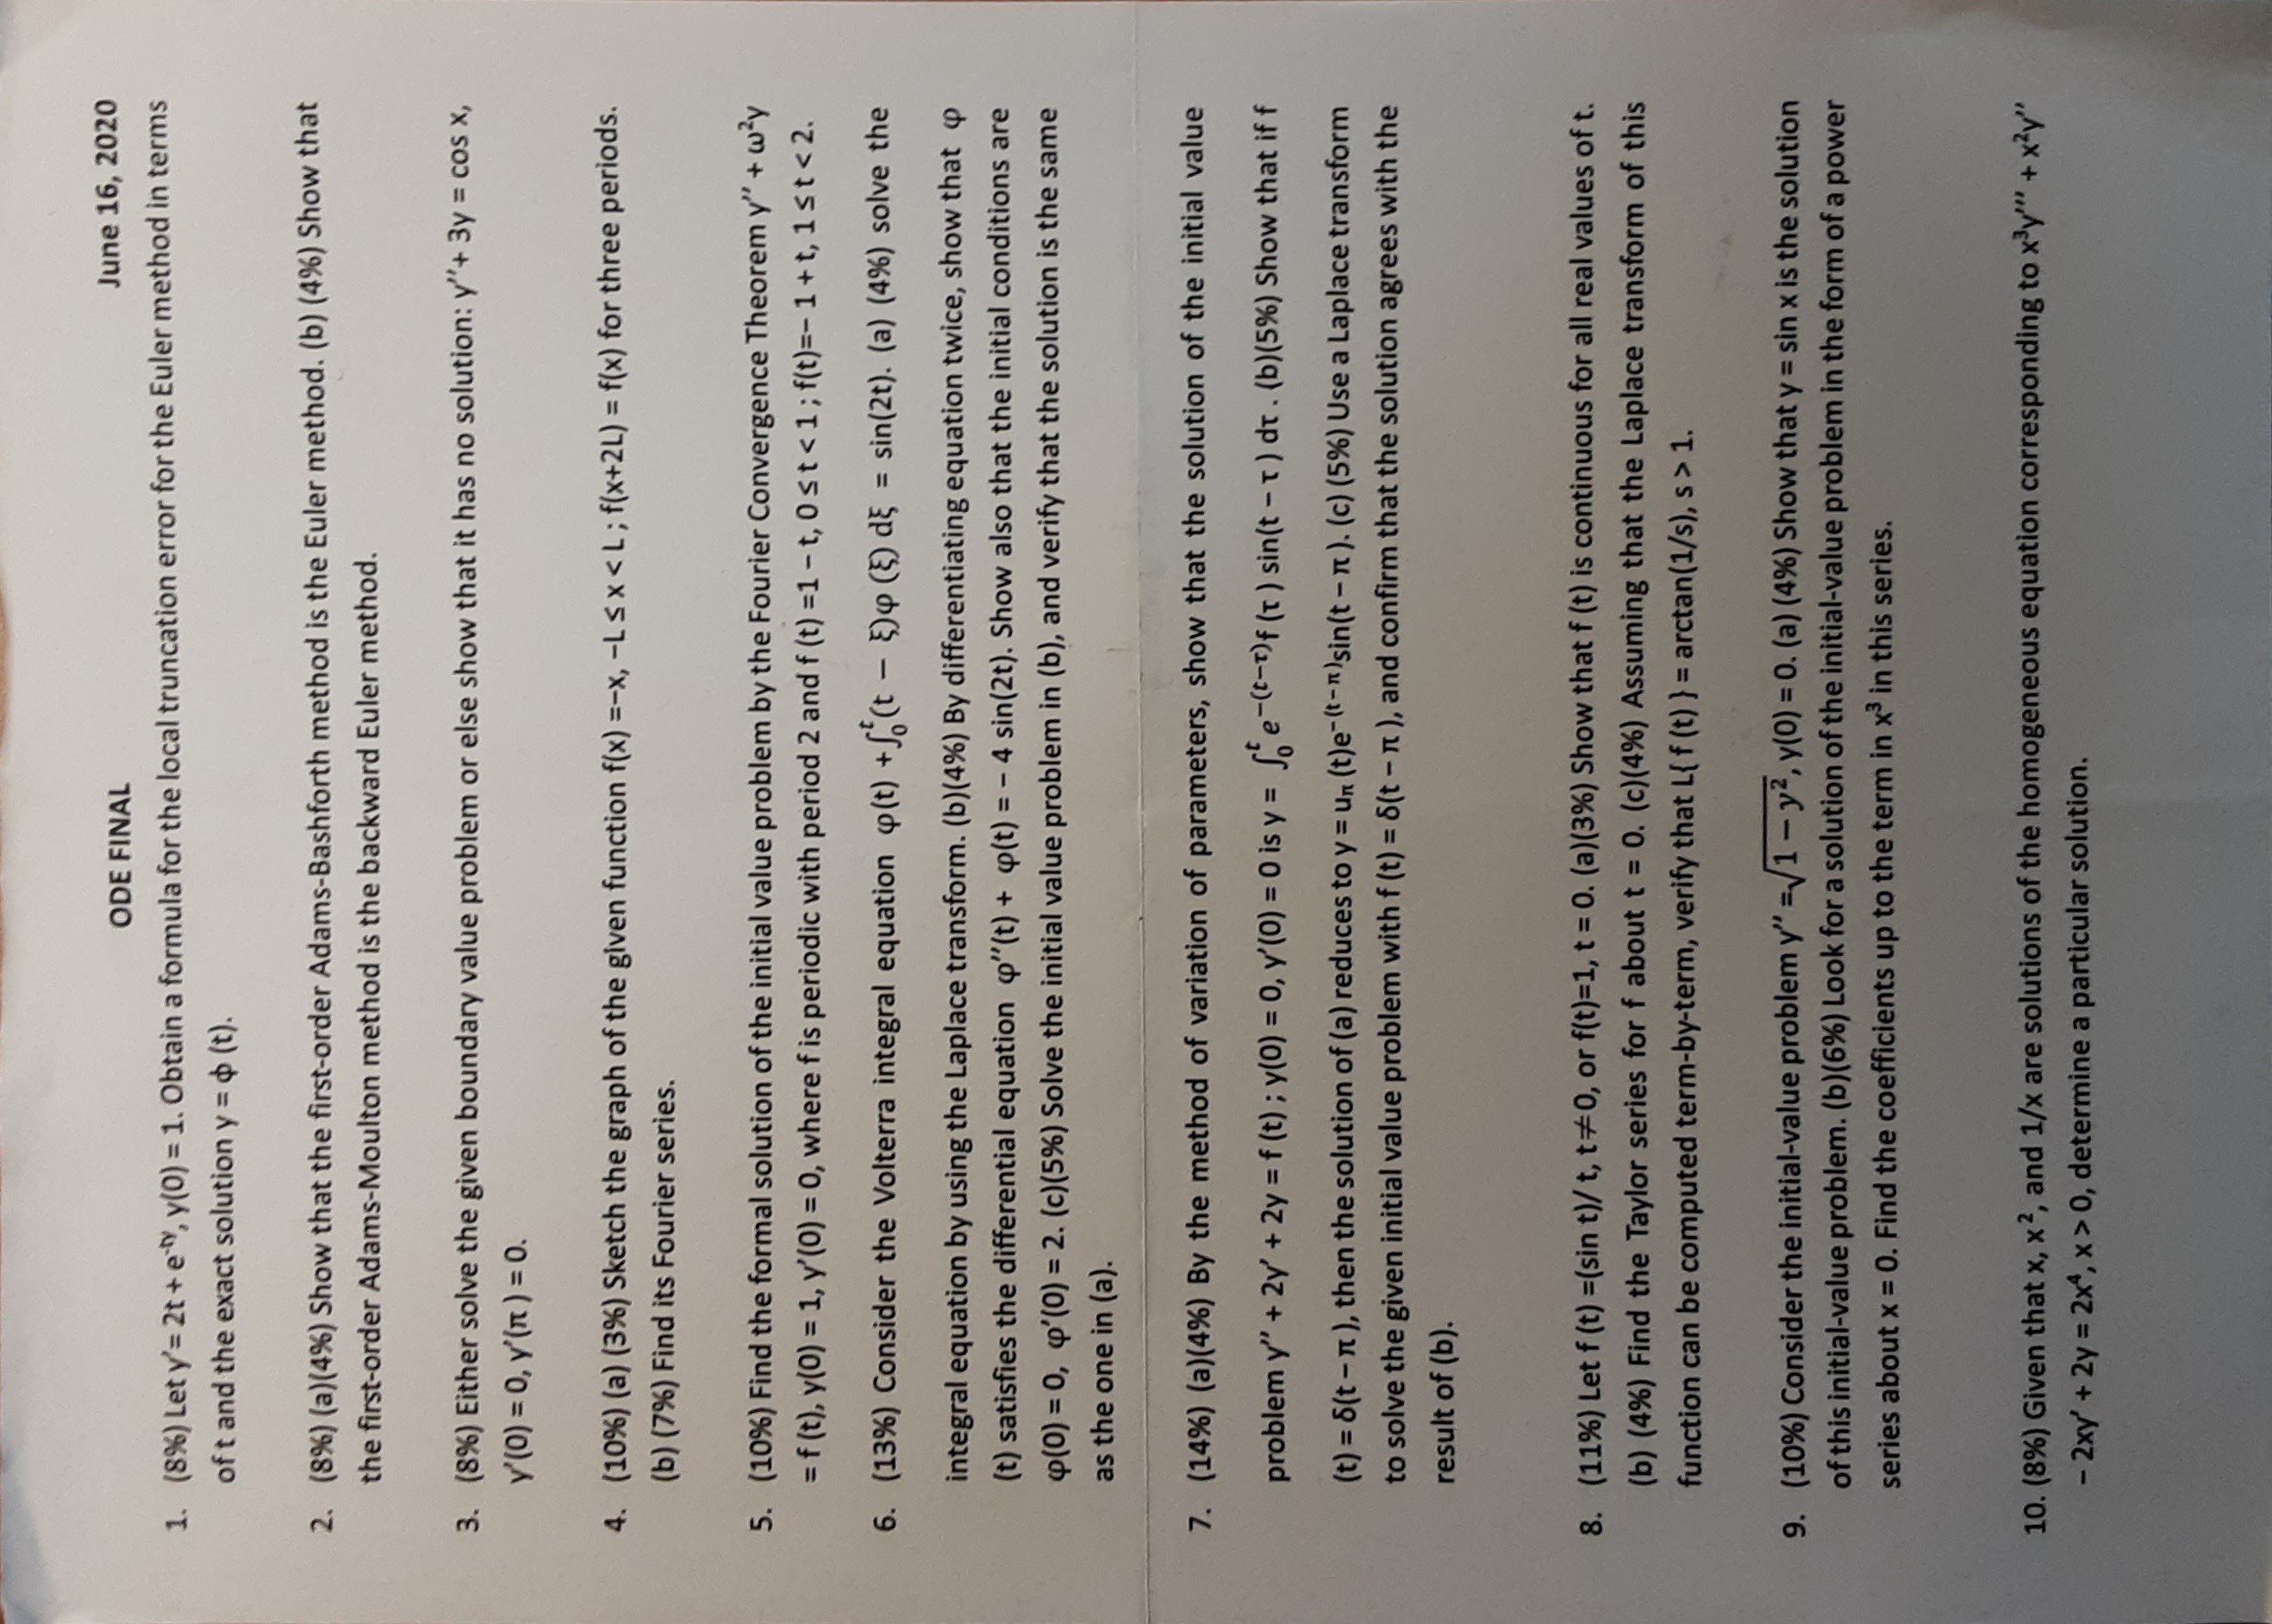 ODE FINAL
June 16, 2020
1. (8%) Let y′= 2t + e⁻ᵗʸ, y(0) = 1. Obtain a formula for the local truncation error for the Euler method in terms
of t and the exact solution y = ϕ (t).
2. (8%) (a)(4%) Show that the first-order Adams-Bashforth method is the Euler method. (b) (4%) Show that
the first-order Adams-Moulton method is the backward Euler method.
3. (8%) Either solve the given boundary value problem or else show that it has no solution: y′′+ 3y = cos x,
y′(0) = 0, y′(π ) = 0.
4. (10%) (a) (3%) Sketch the graph of the given function f(x) =−x, −L ≤ x < L ; f(x+2L) = f(x) for three periods.
(b) (7%) Find its Fourier series.
5. (10%) Find the formal solution of the initial value problem by the Fourier Convergence Theorem y′′ + ω²y
= f (t), y(0) = 1, y′(0) = 0, where f is periodic with period 2 and f (t) =1 − t, 0 ≤ t < 1 ; f(t)=− 1 + t, 1 ≤ t < 2.
6. (13%) Consider the Volterra integral equation φ(t) +∫₀ᵗ(t − ξ)φ (ξ) dξ = sin(2t). (a) (4%) solve the
integral equation by using the Laplace transform. (b)(4%) By differentiating equation twice, show that φ
(t) satisfies the differential equation φ′′(t) + φ(t) = − 4 sin(2t). Show also that the initial conditions are
φ(0) = 0, φ′(0) = 2. (c)(5%) Solve the initial value problem in (b), and verify that the solution is the same
as the one in (a).
7. (14%) (a)(4%) By the method of variation of parameters, show that the solution of the initial value
problem y′′ + 2y′ + 2y = f (t) ; y(0) = 0, y′(0) = 0 is y = ∫₀ᵗ e^−(t−τ)f (τ ) sin(t − τ ) dτ . (b)(5%) Show that if f
(t) = δ(t − π ), then the solution of (a) reduces to y = uπ (t)e^−(t−π)sin(t − π ). (c) (5%) Use a Laplace transform
to solve the given initial value problem with f (t) = δ(t − π ), and confirm that the solution agrees with the
result of (b).
8. (11%) Let f (t) =(sin t)/ t, t≠0, or f(t)=1, t = 0. (a)(3%) Show that f (t) is continuous for all real values of t.
(b) (4%) Find the Taylor series for f about t = 0. (c)(4%) Assuming that the Laplace transform of this
function can be computed term-by-term, verify that L{ f (t) } = arctan(1/s), s > 1.
9. (10%) Consider the initial-value problem y′′ =√(1 − y²), y(0) = 0. (a) (4%) Show that y = sin x is the solution
of this initial-value problem. (b)(6%) Look for a solution of the initial-value problem in the form of a power
series about x = 0. Find the coefficients up to the term in x³ in this series.
10. (8%) Given that x, x², and 1/x are solutions of the homogeneous equation corresponding to x³y′′′ + x²y′′
− 2xy′ + 2y = 2x⁴, x > 0, determine a particular solution.